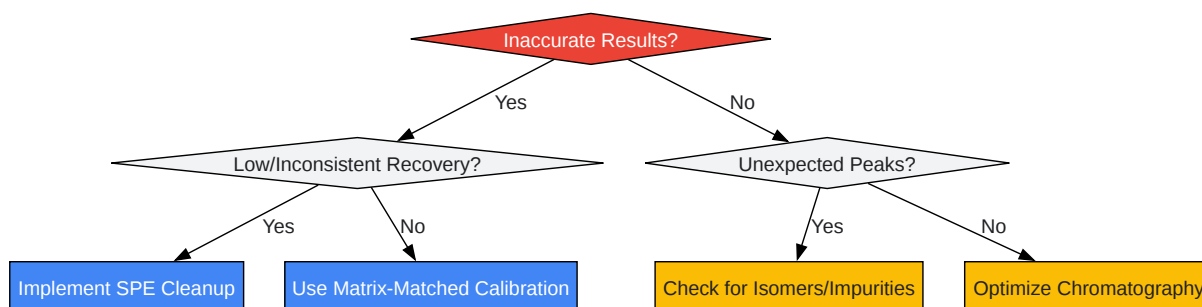 Inaccurate Results?
Yes
No
Low/Inconsistent Recovery?
Unexpected Peaks?
Yes
No
Yes
No
Implement SPE Cleanup
Use Matrix-Matched Calibration
Check for Isomers/Impurities
Optimize Chromatography